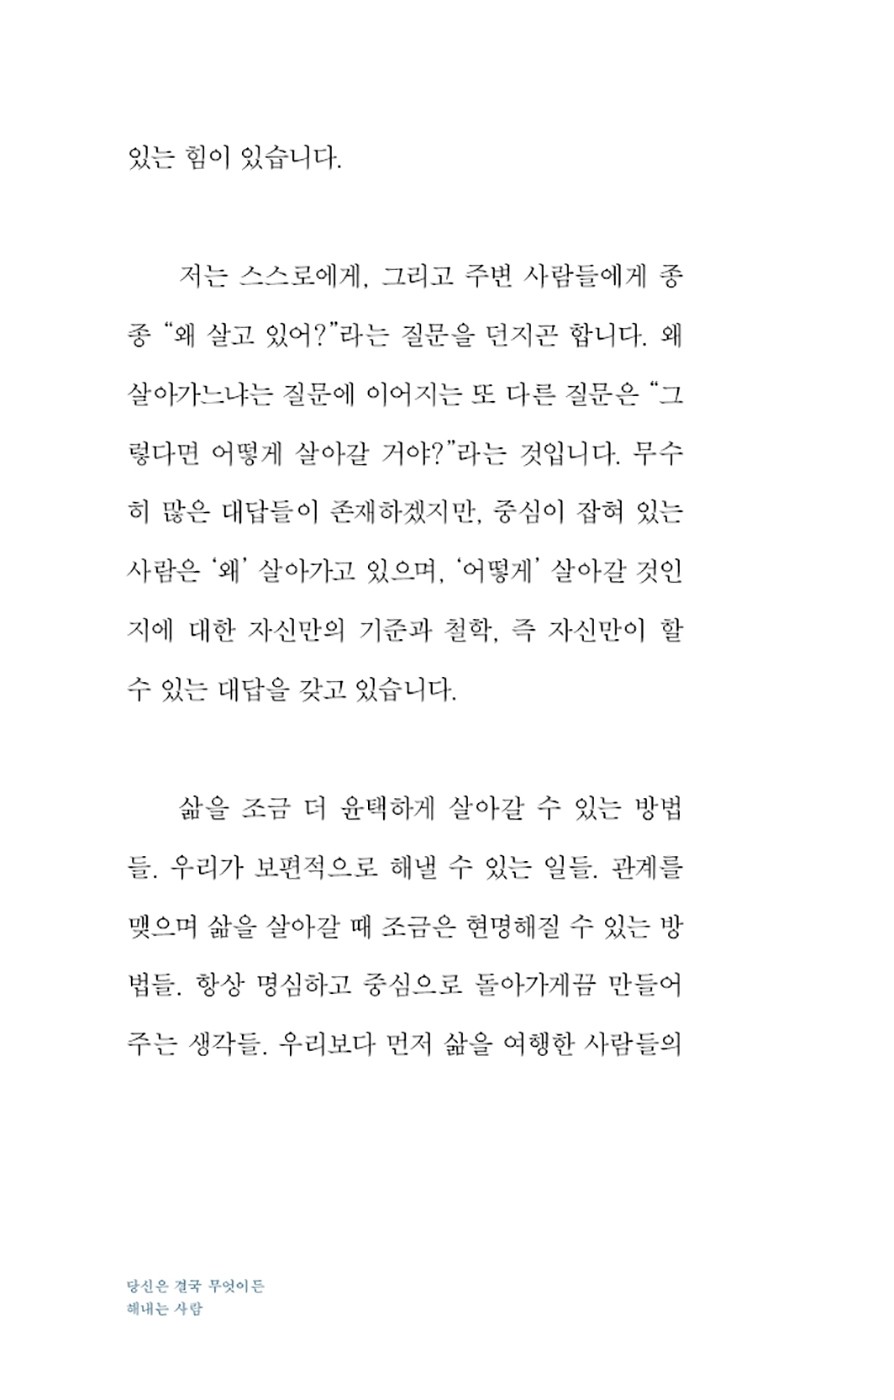 있는 힘이 있습니다.
저는 스스로에게, 그리고 주변 사람들에게 종
종 “왜 살고 있어?”라는 질문을 던지곤 합니다. 왜
살아가느냐는 질문에 이어지는 또 다른 질문은 “그
렇다면 어떻게 살아갈 거야?”라는 것입니다. 무수
히 많은 대답들이 존재하겠지만, 중심이 잡혀 있는
사람은 ‘왜’ 살아가고 있으며, ‘어떻게’ 살아갈 것인
지에 대한 자신만의 기준과 철학, 즉 자신만이 할
수 있는 대답을 갖고 있습니다.
삶을 조금 더 윤택하게 살아갈 수 있는 방법
들. 우리가 보편적으로 해낼 수 있는 일들. 관계를
맺으며 삶을 살아갈 때 조금은 현명해질 수 있는 방
법들. 항상 명심하고 중심으로 돌아가게끔 만들어
주는 생각들. 우리보다 먼저 삶을 여행한 사람들의
당신은 결국 무엇이든
해내는 사람